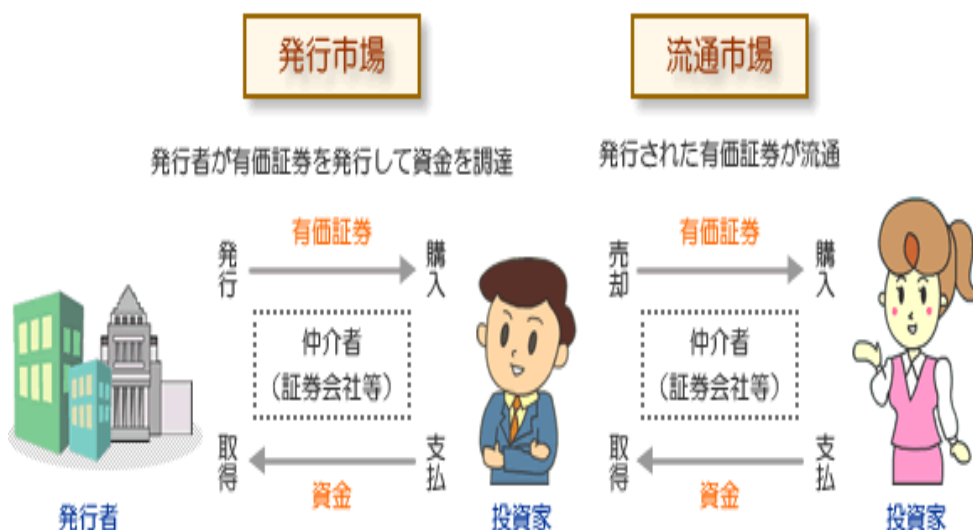 発行市場
流通市場
発行者が有価証券を発行して資金を調達
発行された有価証券が流通
有価証券
発行
購入
仲介者
（証券会社等）
取得
支払
資金
有価証券
売却
購入
仲介者
（証券会社等）
取得
支払
資金
発行者
投資家
投資家